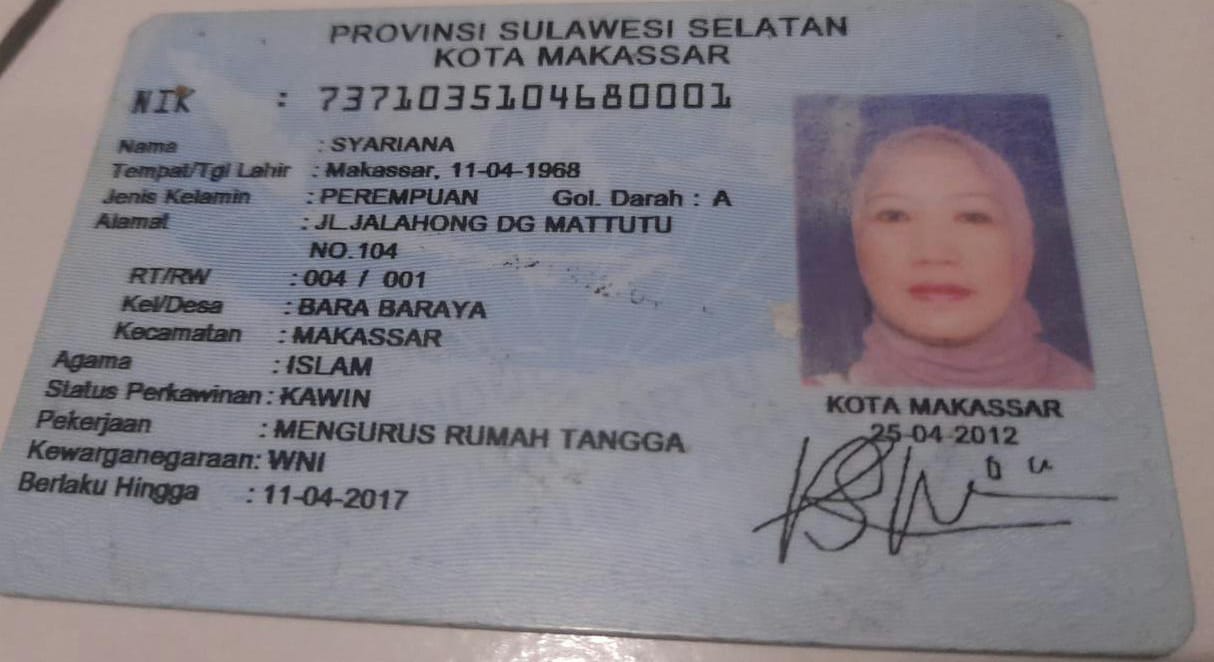 PROVINSI SULAWESI SELATAN
KOTA MAKASSAR
NIK : 7371035104680001
Nama : SYARIANA
Tempat/Tgl Lahir : Makassar, 11-04-1968
Jenis Kelamin : PEREMPUAN Gol. Darah : A
Alamat : JL.JALAHONG DG MATTUTU
NO.104
RT/RW : 004 / 001
Kel/Desa : BARA BARAYA
Kecamatan : MAKASSAR
Agama : ISLAM
Status Perkawinan : KAWIN
Pekerjaan : MENGURUS RUMAH TANGGA
Kewarganegaraan: WNI
Berlaku Hingga : 11-04-2017
KOTA MAKASSAR
25-04-2012